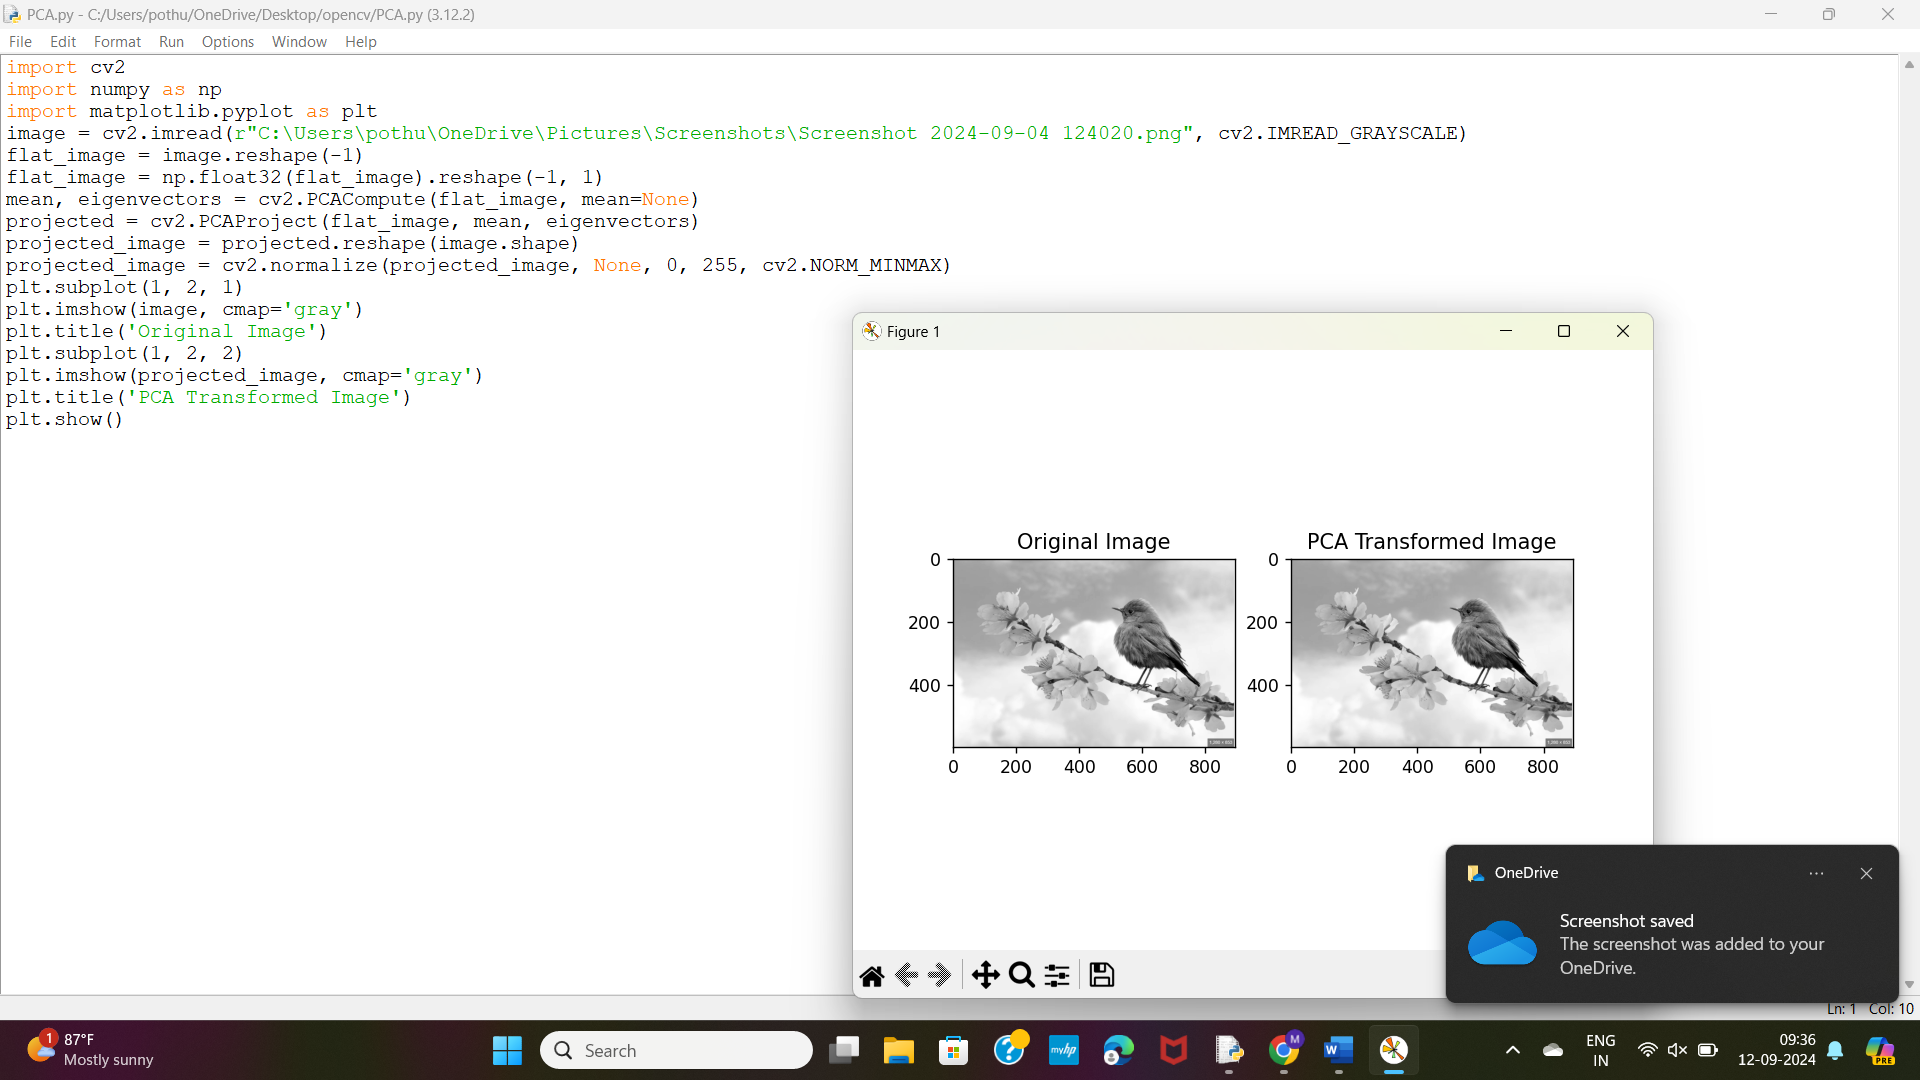 PCA.py - C:/Users/pothu/OneDrive/Desktop/opencv/PCA.py (3.12.2)
File Edit Format Run Options Window Help
import cv2
import numpy as np
import matplotlib.pyplot as plt
image = cv2.imread(r"C:\Users\pothu\OneDrive\Pictures\Screenshots\Screenshot 2024-09-04 124020.png", cv2.IMREAD_GRAYSCALE)
flat_image = image.reshape(-1)
flat_image = np.float32(flat_image).reshape(-1, 1)
mean, eigenvectors = cv2.PCACompute(flat_image, mean=None)
projected = cv2.PCAProject(flat_image, mean, eigenvectors)
projected_image = projected.reshape(image.shape)
projected_image = cv2.normalize(projected_image, None, 0, 255, cv2.NORM_MINMAX)
plt.subplot(1, 2, 1)
plt.imshow(image, cmap='gray')
plt.title('Original Image')
plt.subplot(1, 2, 2)
plt.imshow(projected_image, cmap='gray')
plt.title('PCA Transformed Image')
plt.show()
Figure 1
Original Image
0
200
400
0 200 400 600 800
PCA Transformed Image
0
200
400
0 200 400 600 800
OneDrive
Screenshot saved
The screenshot was added to your
OneDrive.
Ln: 1 Col: 10
1
87°F
Mostly sunny
Search
myhp
M
W
ENG
IN
09:36
12-09-2024
PRE